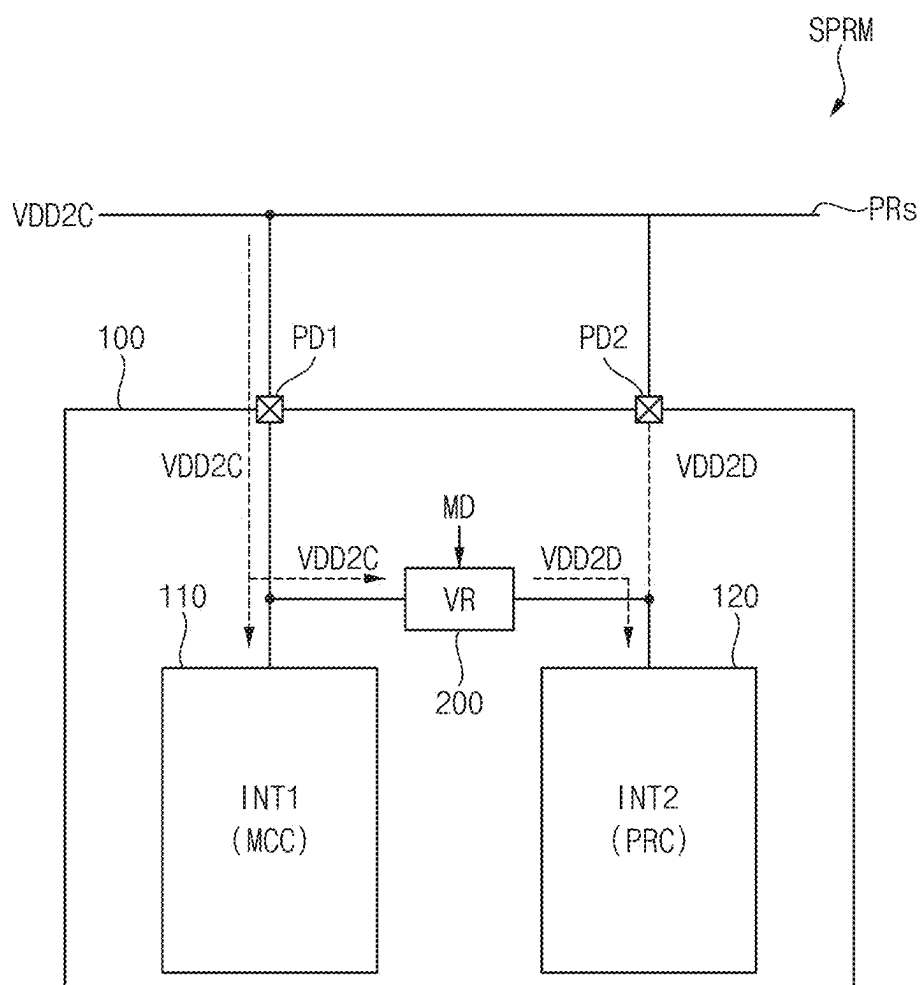 SPRM
VDD2C
PRs
100
PD1
PD2
VDD2C
VDD2D
MD
VDD2C
VDD2D
110
VR
120
200
INT1
(MCC)
INT2
(PRC)